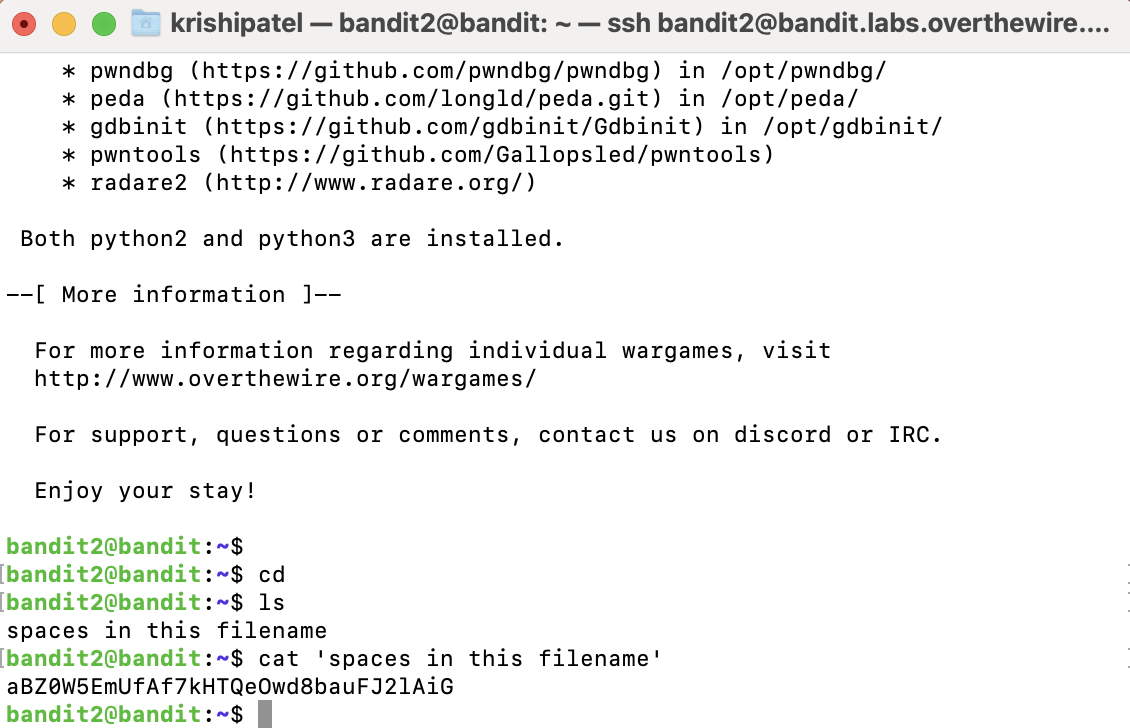 krishipatel — bandit2@bandit: ~ — ssh bandit2@bandit.labs.overthewire....
* pwndbg (https://github.com/pwndbg/pwndbg) in /opt/pwndbg/
* peda (https://github.com/longld/peda.git) in /opt/peda/
* gdbinit (https://github.com/gdbinit/Gdbinit) in /opt/gdbinit/
* pwntools (https://github.com/Gallopsled/pwntools)
* radare2 (http://www.radare.org/)
Both python2 and python3 are installed.
--[ More information ]--
For more information regarding individual wargames, visit
http://www.overthewire.org/wargames/
For support, questions or comments, contact us on discord or IRC.
Enjoy your stay!
bandit2@bandit:~$
[bandit2@bandit:~$ cd
[bandit2@bandit:~$ ls
spaces in this filename
[bandit2@bandit:~$ cat 'spaces in this filename'
aBZ0W5EmUfAf7kHTQeOwd8bauFJ2lAiG
bandit2@bandit:~$